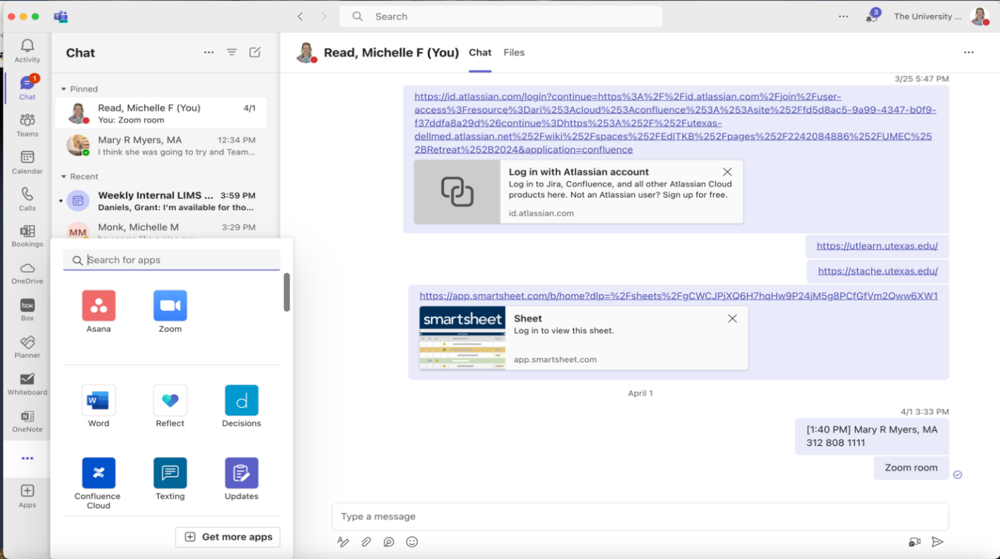 Search
3
The University ...
Activity
1
Chat
Teams
Calendar
Calls
Bookings
OneDrive
box
Box
Planner
Whiteboard
OneNote
Apps
Chat
Pinned
Read, Michelle F (You) 4/1
You: Zoom room
Mary R Myers, MA 12:34 PM
I think she was going to try and Team...
Recent
Weekly Internal LIMS ... 3:59 PM
Daniels, Grant: I'm available for tho...
MM
Monk, Michelle M 3:29 PM
Search for apps
Asana
Zoom
W
Word
Reflect
d
Decisions
Confluence
Cloud
Texting
Updates
Get more apps
Read, Michelle F (You) Chat Files
3/25 5:47 PM
https://id.atlassian.com/login?continue=https%3A%2F%2Fid.atlassian.com%2Fjoin%2Fuser-
access%3Fresource%3Dari%253Acloud%253Aconfluence%253A%253Asite%252Ffd5d8ac5-9a99-4347-b0f9-
f37ddfa8a29d%26continue%3Dhttps%253A%252F%252Futexas-
dellmed.atlassian.net%252Fwiki%252Fspaces%252FEdITKB%252Fpages%252F2242084886%252FUMEC%25
2BRetreat%252B2024&application=confluence
Log in with Atlassian account
Log in to Jira, Confluence, and all other Atlassian Cloud
products here. Not an Atlassian user? Sign up for free.
id.atlassian.com
https://utlearn.utexas.edu/
https://stache.utexas.edu/
https://app.smartsheet.com/b/home?dlp=%2Fsheets%2FgCWCJPjXQ6H7hqHw9P24jM5g8PCfGfVm2Qww6XW1
smartsheet
Sheet
Log in to view this sheet.
app.smartsheet.com
April 1
4/1 3:33 PM
[1:40 PM] Mary R Myers, MA
312 808 1111
Zoom room
Type a message